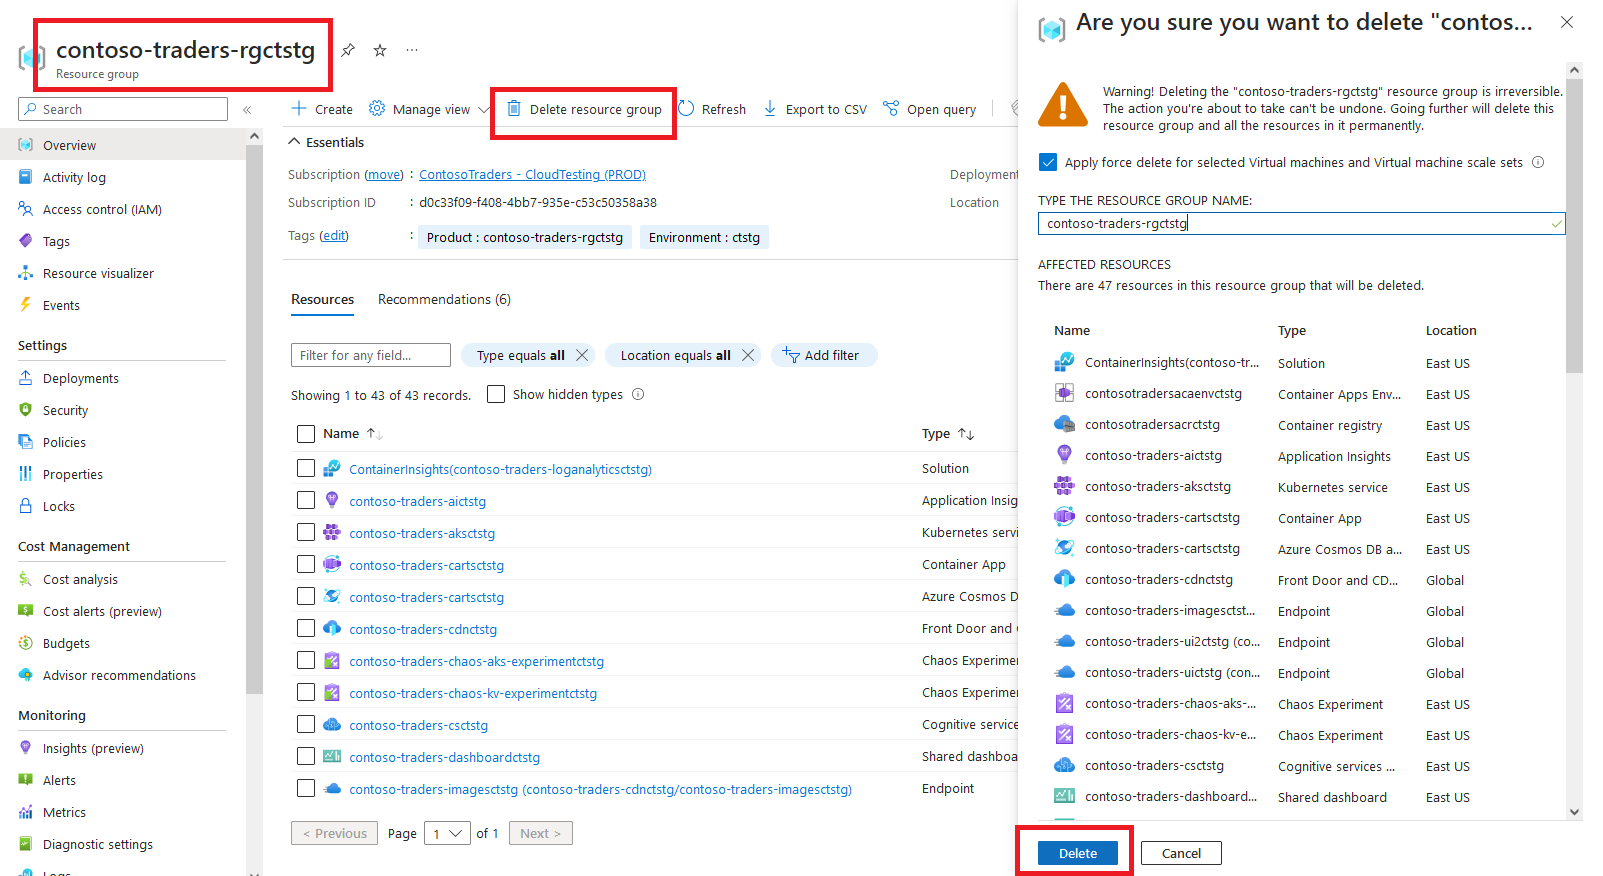 contoso-traders-rgctstg
Resource group
Search
«
Overview
Activity log
Access control (IAM)
Tags
Resource visualizer
Events
Settings
Deployments
Security
Policies
Properties
Locks
Cost Management
Cost analysis
Cost alerts (preview)
Budgets
Advisor recommendations
Monitoring
Insights (preview)
Alerts
Metrics
Diagnostic settings
Logs
Create
Manage view
Delete resource group
Refresh
Export to CSV
Open query
Essentials
Subscription (move) : ContosoTraders - CloudTesting (PROD)
Subscription ID : d0c33f09-f408-4bb7-935e-c53c50358a38
Tags (edit) : Product : contoso-traders-rgctstg Environment : ctstg
Deployment
Location
Resources Recommendations (6)
Filter for any field...
Type equals all
Location equals all
Add filter
Showing 1 to 43 of 43 records.
Show hidden types
Name Type
ContainerInsights(contoso-traders-loganalyticsctstg) Solution
contoso-traders-aictstg Application Insig
contoso-traders-aksctstg Kubernetes servi
contoso-traders-cartsctstg Container App
contoso-traders-cartsctstg Azure Cosmos D
contoso-traders-cdnctstg Front Door and
contoso-traders-chaos-aks-experimentctstg Chaos Experimen
contoso-traders-chaos-kv-experimentctstg Chaos Experimen
contoso-traders-csctstg Cognitive service
contoso-traders-dashboardctstg Shared dashboa
contoso-traders-imagesctstg (contoso-traders-cdnctstg/contoso-traders-imagesctstg) Endpoint
< Previous Page 1 of 1 Next >
Are you sure you want to delete "contos...
Warning! Deleting the "contoso-traders-rgctstg" resource group is irreversible.
The action you're about to take can't be undone. Going further will delete this
resource group and all the resources in it permanently.
Apply force delete for selected Virtual machines and Virtual machine scale sets
TYPE THE RESOURCE GROUP NAME:
contoso-traders-rgctstg
AFFECTED RESOURCES
There are 47 resources in this resource group that will be deleted.
Name Type Location
ContainerInsights(contoso-tr... Solution East US
contosotradersacaenvctstg Container Apps Env... East US
contosotradersacrctstg Container registry East US
contoso-traders-aictstg Application Insights East US
contoso-traders-aksctstg Kubernetes service East US
contoso-traders-cartsctstg Container App East US
contoso-traders-cartsctstg Azure Cosmos DB a... East US
contoso-traders-cdnctstg Front Door and CD... Global
contoso-traders-imagesctst... Endpoint Global
contoso-traders-ui2ctstg (co... Endpoint Global
contoso-traders-uictstg (con... Endpoint Global
contoso-traders-chaos-aks-... Chaos Experiment East US
contoso-traders-chaos-kv-e... Chaos Experiment East US
contoso-traders-csctstg Cognitive services ... East US
contoso-traders-dashboard... Shared dashboard East US
Delete Cancel